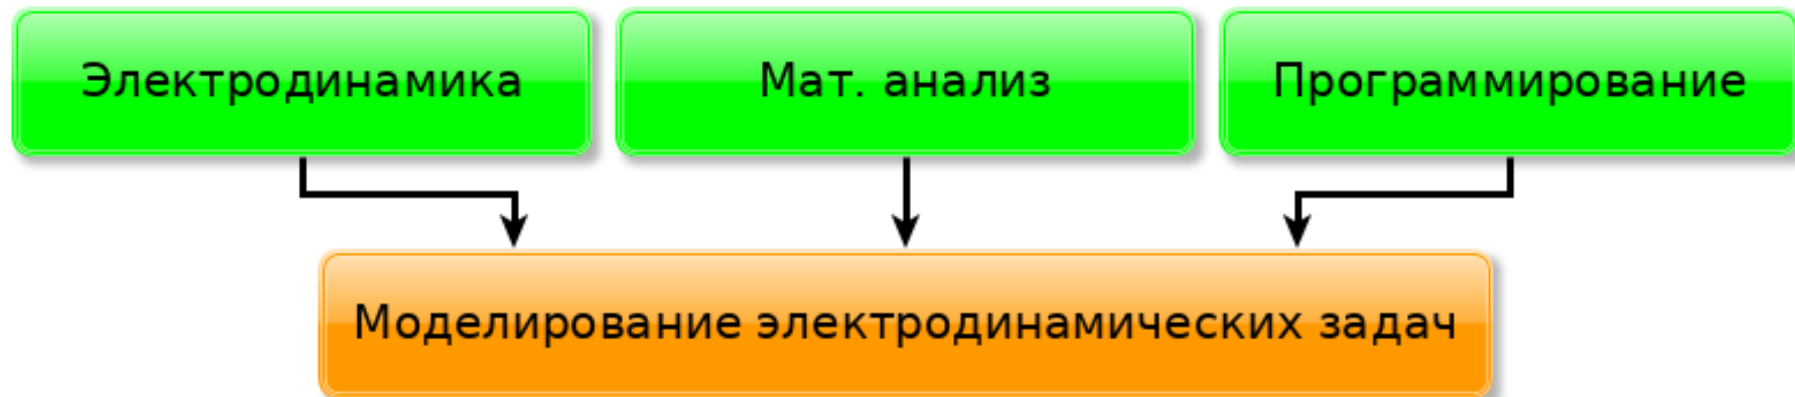 Электродинамика
Мат. анализ
Программирование
Моделирование электродинамических задач